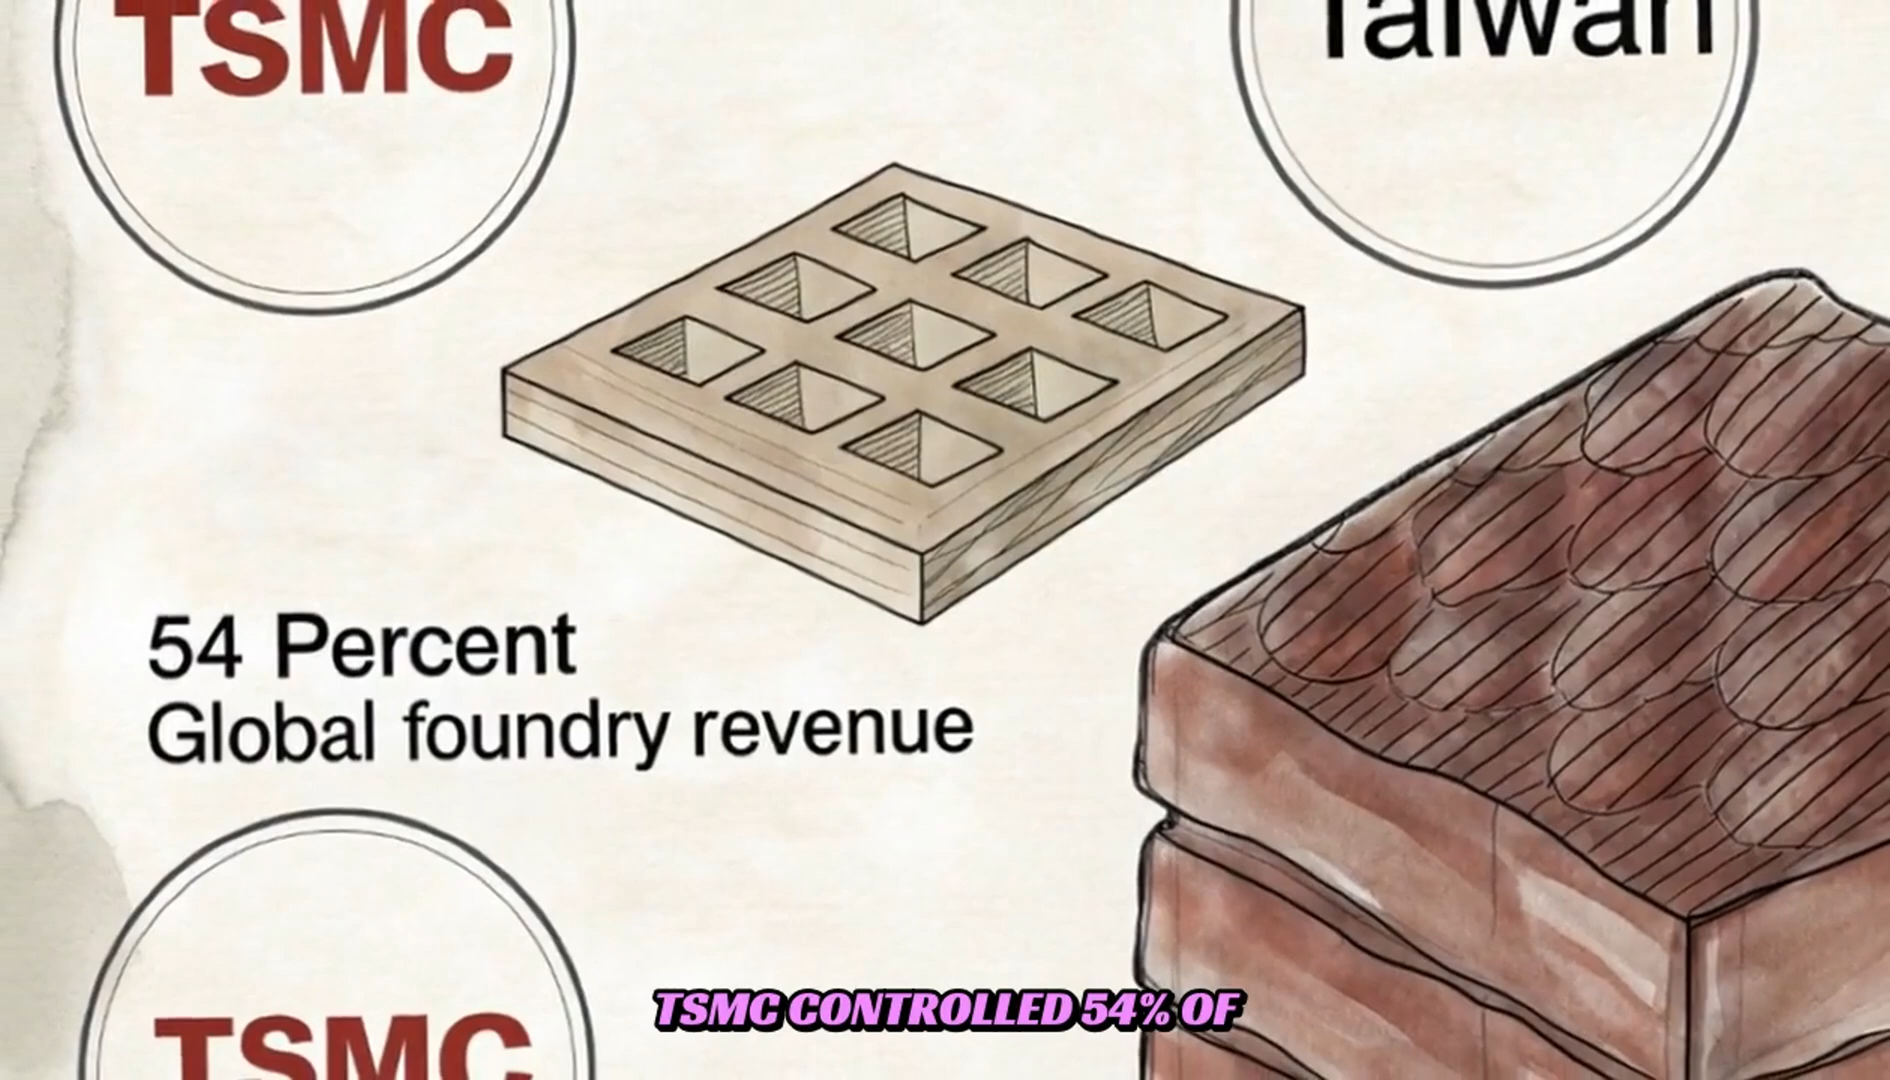 TSMC
Taiwan
54 Percent
Global foundry revenue
TSMC
TSMC CONTROLLED 54% OF